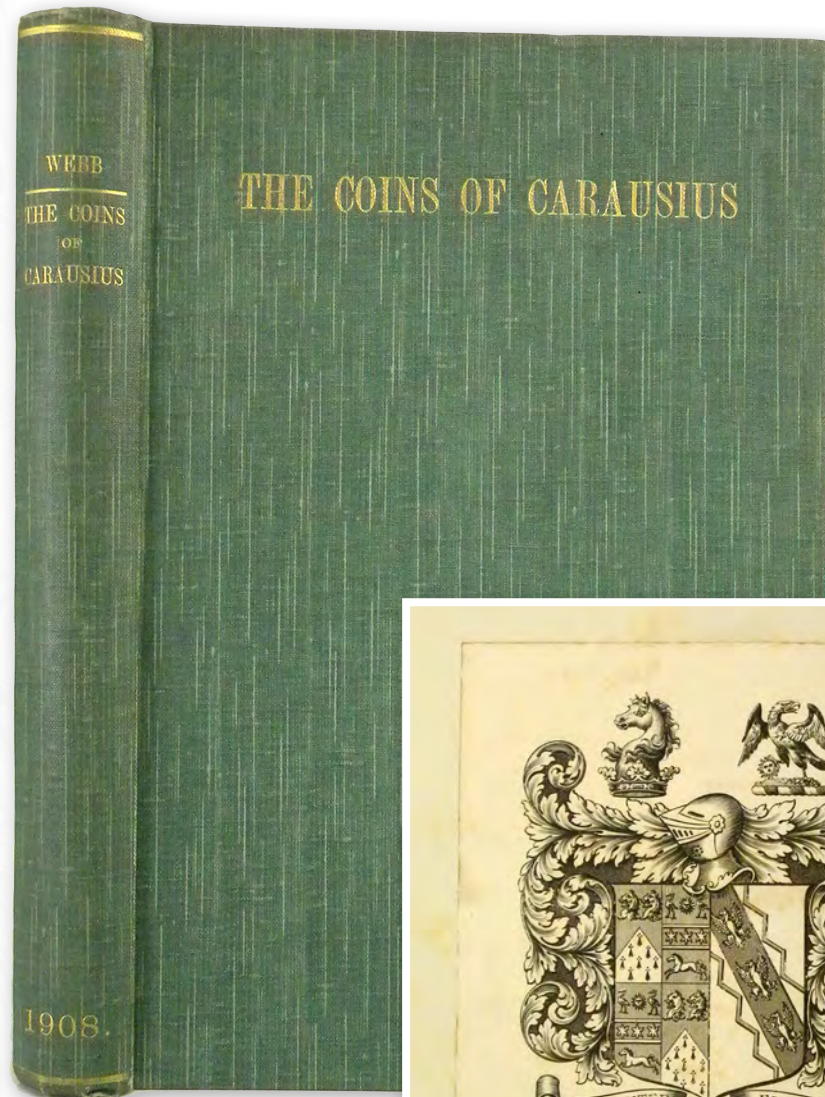 WEBB
THE COINS
OF
CARAUSIUS
1908.
THE COINS OF CARAUSIUS